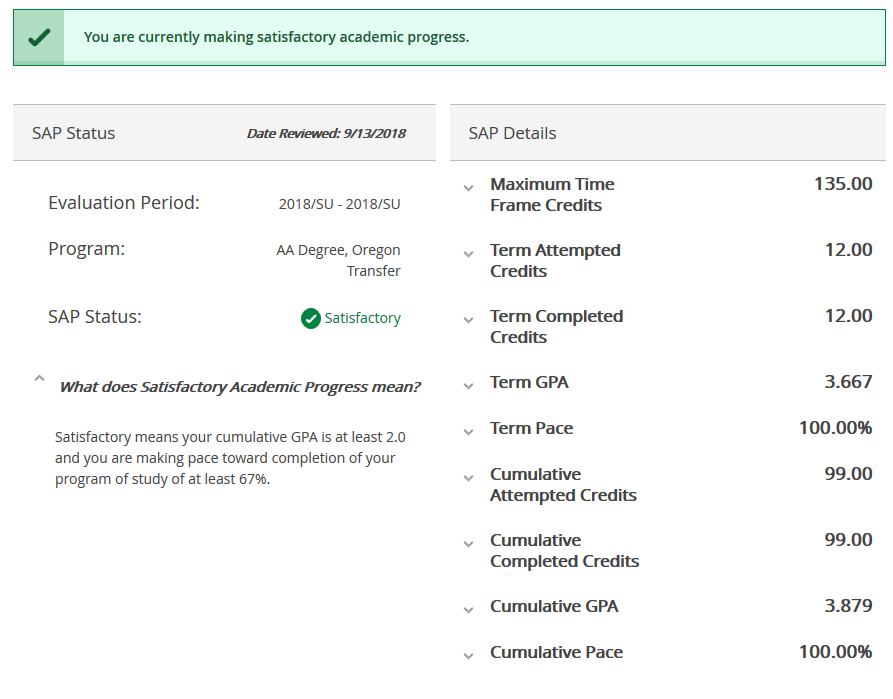 You are currently making satisfactory academic progress.
SAP Status
Date Reviewed: 9/13/2018
Evaluation Period:
2018/SU - 2018/SU
Program:
AA Degree, Oregon
Transfer
SAP Status:
Satisfactory
What does Satisfactory Academic Progress mean?
Satisfactory means your cumulative GPA is at least 2.0
and you are making pace toward completion of your
program of study of at least 67%.
SAP Details
Maximum Time
Frame Credits
135.00
Term Attempted
Credits
12.00
Term Completed
Credits
12.00
Term GPA
3.667
Term Pace
100.00%
Cumulative
Attempted Credits
99.00
Cumulative
Completed Credits
99.00
Cumulative GPA
3.879
Cumulative Pace
100.00%